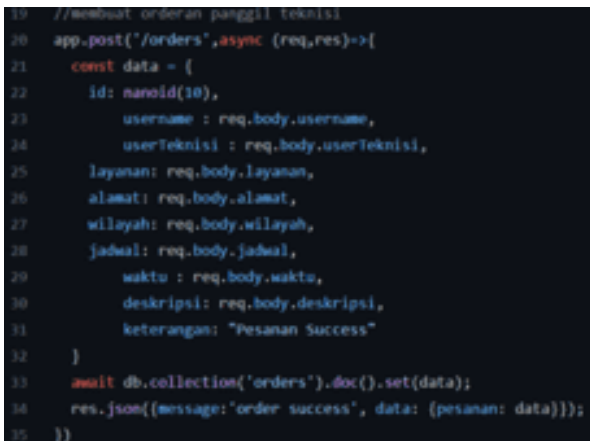 19 //membuat orderan panggil teknisi
20 app.post('/orders',async (req,res)=>{
21 const data = {
22 id: nanoid(10),
23 username : req.body.username,
24 userTeknisi : req.body.userTeknisi,
25 layanan: req.body.layanan,
26 alamat: req.body.alamat,
27 wilayah: req.body.wilayah,
28 jadwal: req.body.jadwal,
29 waktu : req.body.waktu,
30 deskripsi: req.body.deskripsi,
31 keterangan: "Pesanan Success"
32 }
33 await db.collection('orders').doc().set(data);
34 res.json({message:'order success', data: {pesanan: data}});
35 })